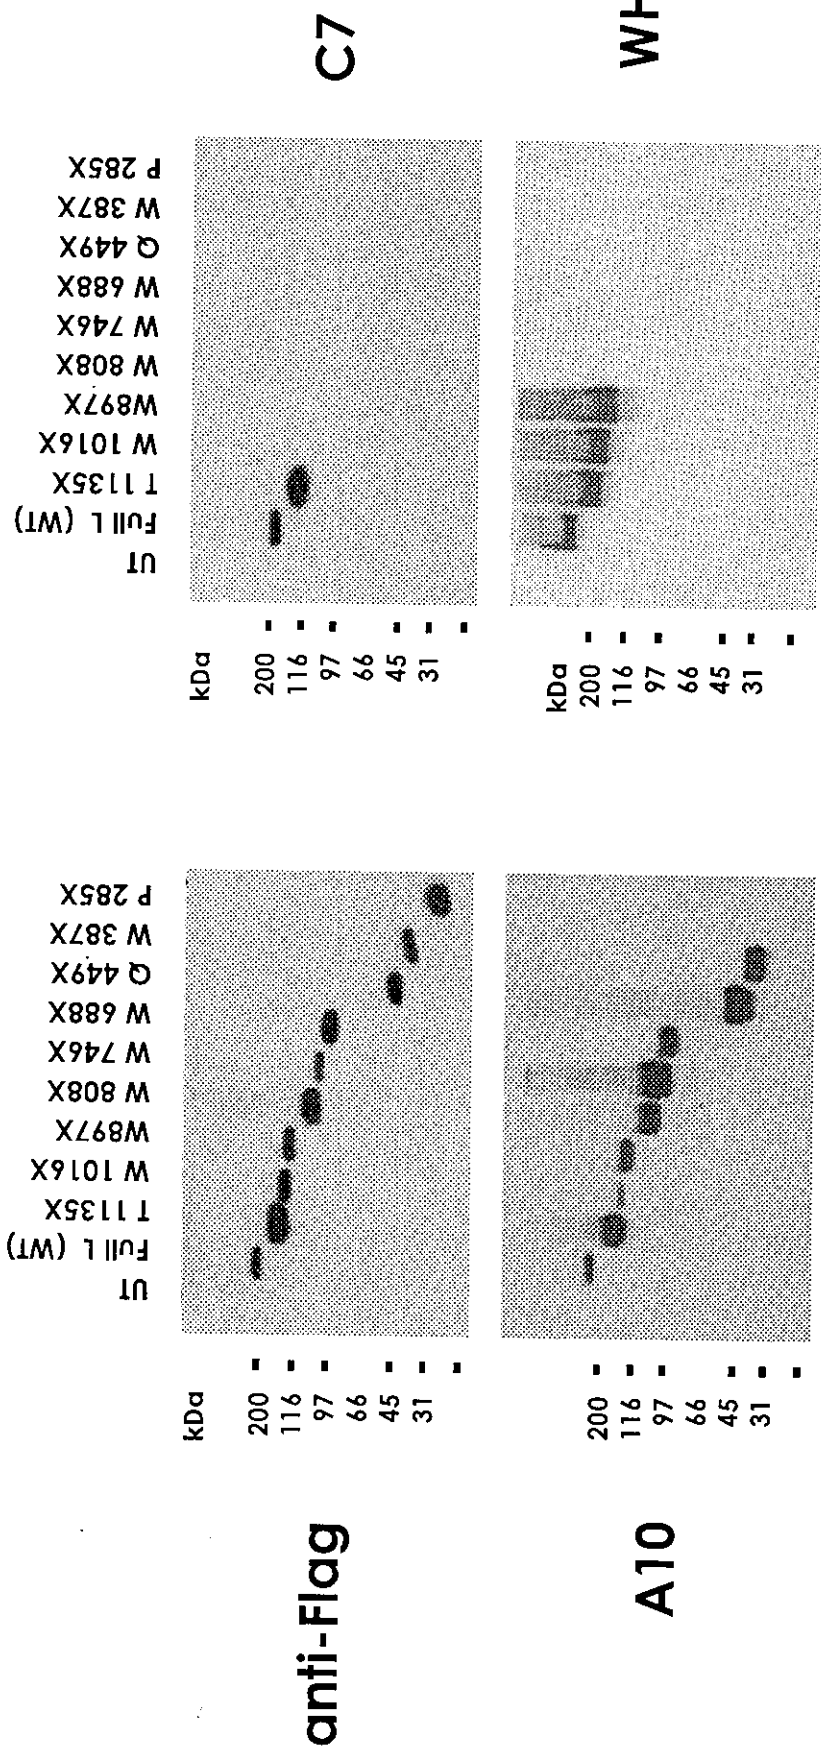 anti-Flag
kDa
200
116
97
66
45
31
UT
Full L (WT)
T 1135X
W 1016X
W897X
W 808X
W 746X
W 688X
Q 449X
W 387X
P 285X
C7
kDa
200
116
97
66
45
31
UT
Full L (WT)
T 1135X
W 1016X
W897X
W 808X
W 746X
W 688X
Q 449X
W 387X
P 285X
A10
200
116
97
66
45
31
WH
kDa
200
116
97
66
45
31